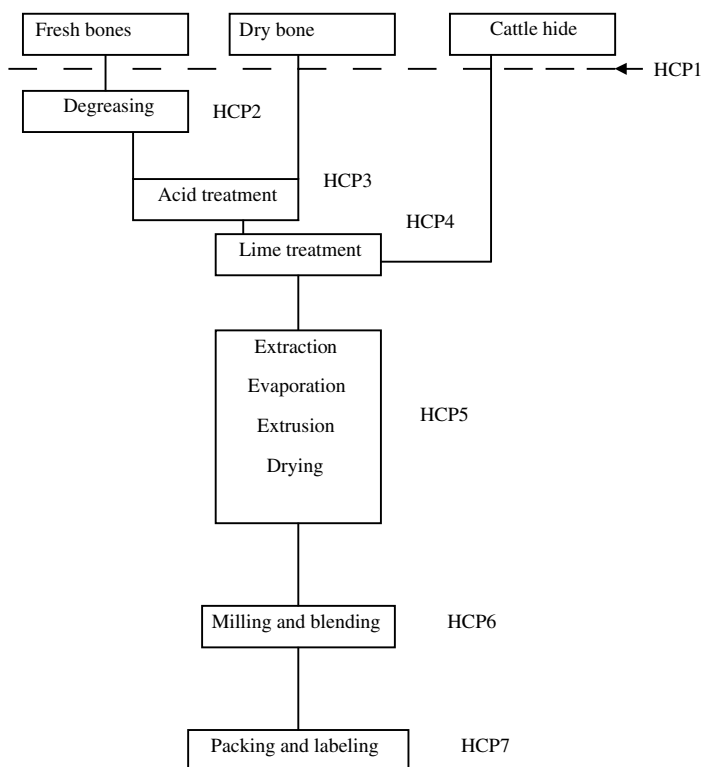 Fresh bones
Dry bone
Cattle hide
HCP1
Degreasing
HCP2
Acid treatment
HCP3
Lime treatment
HCP4
Extraction
Evaporation
Extrusion
Drying
HCP5
Milling and blending
HCP6
Packing and labeling
HCP7